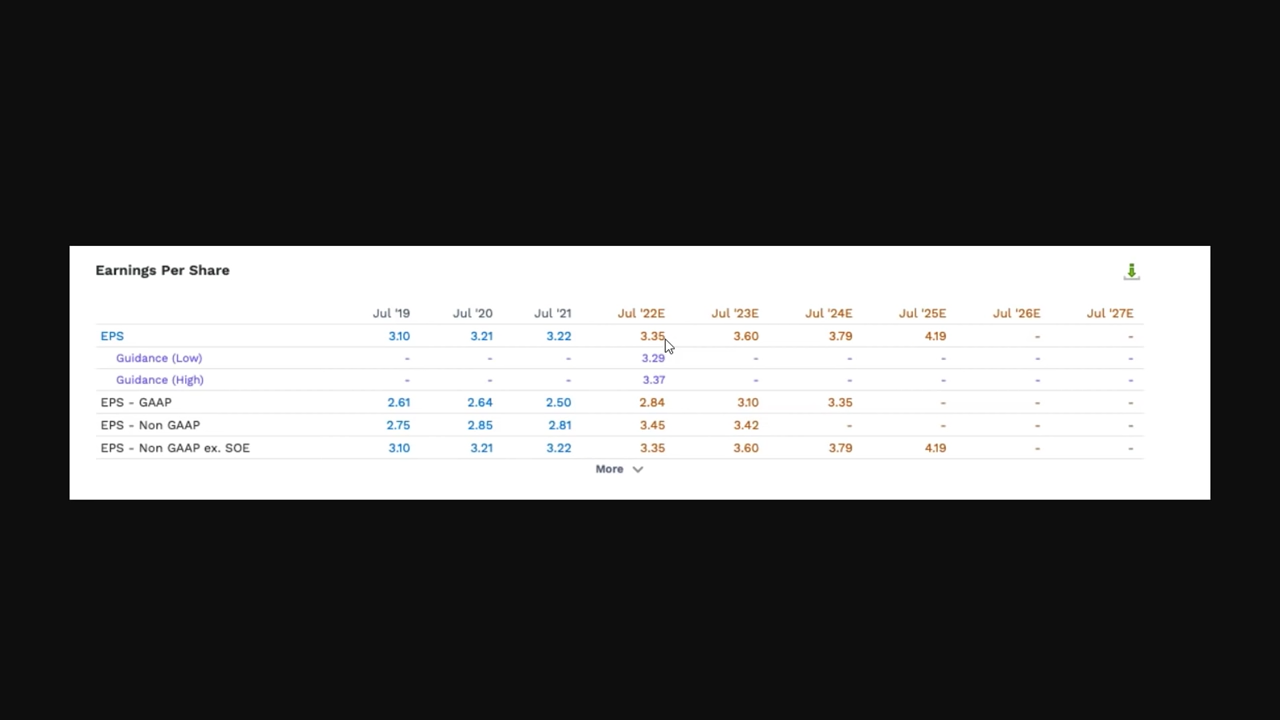 Earnings Per Share
Jul '19 Jul '20 Jul '21 Jul '22E Jul '23E Jul '24E Jul '25E Jul '26E Jul '27E
EPS 3.10 3.21 3.22 3.35 3.60 3.79 4.19 - -
Guidance (Low) - - - 3.29 - - - - -
Guidance (High) - - - 3.37 - - - - -
EPS - GAAP 2.61 2.64 2.50 2.84 3.10 3.35 - - -
EPS - Non GAAP 2.75 2.85 2.81 3.45 3.42 - - - -
EPS - Non GAAP ex. SOE 3.10 3.21 3.22 3.35 3.60 3.79 4.19 - -
More